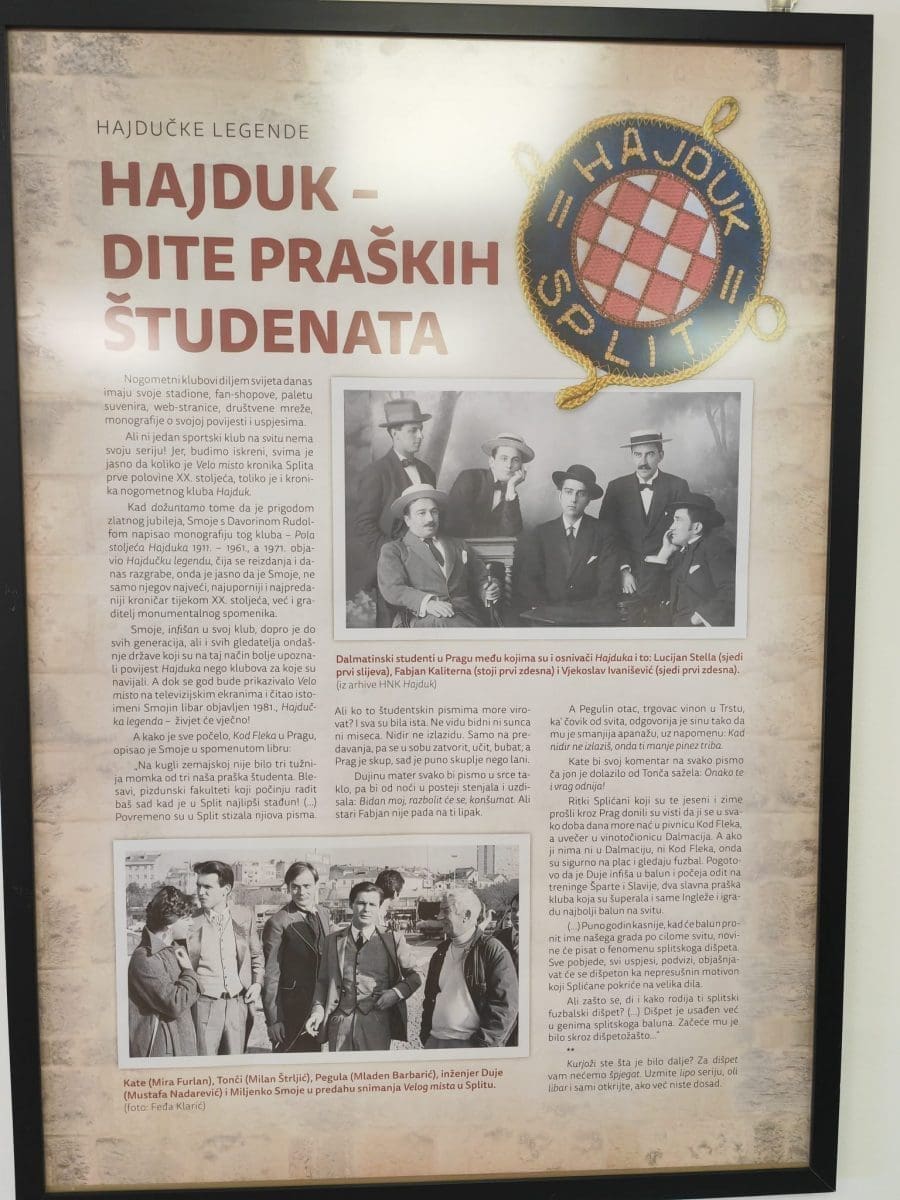 HAJDUČKE LEGENDE
HAJDUK –
DITE PRAŠKIH
ŠTUDENATA
= HAJDUK =
SPLIT
Nogometni klubovi diljem svijeta danas
imaju svoje stadione, fan-shopove, paletu
suvenira, web-stranice, društvene mreže,
monografije o svojoj povijesti i uspjesima.
Ali ni jedan sportski klub na svitu nema
svoju seriju! Jer, budimo iskreni, svima je
jasno da koliko je Velo misto kronika Splita
prve polovine XX. stoljeća, toliko je i kroni-
ka nogometnog kluba Hajduk.
Kad dožuntamo tome da je prigodom
zlatnog jubileja, Smoje s Davorinom Rudol-
fom napisao monografiju tog kluba – Pola
stoljeća Hajduka 1911. – 1961., a 1971. obja-
vio Hajdučku legendu, čija se reizdanja i da-
nas razgrabe, onda je jasno da je Smoje, ne
samo njegov najveći, najuporniji i najpreda-
niji kroničar tijekom XX. stoljeća, već i gra-
ditelj monumentalnog spomenika.
Smoje, infišan u svoj klub, dopro je do
svih generacija, ali i svih gledatelja ondaš-
nje države koji su na taj način bolje upozna-
li povijest Hajduka nego klubova za koje su
navijali. A dok se god bude prikazivalo Velo
misto na televizijskim ekranima i čitao isto-
imeni Smojin libar objavljen 1981., Hajduč-
ka legenda – živjet će vječno!
A kako je sve počelo, Kod Fleka u Pragu,
opisao je Smoje u spomenutom libru:
„Na kugli zemajskoj nije bilo tri tužni-
ja momka od tri naša praška študenta. Ble-
savi, pizdunski fakulteti koji počinju radit
baš sad kad je u Split najlipši stađun! (...)
Povremeno su u Split stizala njiova pisma.
Dalmatinski studenti u Pragu među kojima su i osnivači Hajduka i to: Lucijan Stella (sjedi
prvi slijeva), Fabjan Kaliterna (stoji prvi zdesna) i Vjekoslav Ivanišević (sjedi prvi zdesna).
(iz arhive HNK Hajduk)
Ali ko to študentskin pismima more viro-
vat? I sva su bila ista. Ne vidu bidni ni sunca
ni miseca. Nidir ne izlazidu. Samo na pre-
davanja, pa se u sobu zatvorit, učit, bubat, a
Prag je skup, sad je puno skuplje nego lani.
Dujinu mater svako bi pismo u srce ta-
klo, pa bi od noći u posteji stenjala i uzdi-
sala: Bidan moj, razbolit će se, konšumat. Ali
stari Fabjan nije pada na ti lipak.
A Pegulin otac, trgovac vinon u Trstu,
ka' čovik od svita, odgovorija je sinu tako da
mu je smanjija apanažu, uz napomenu: Kad
nidir ne izlaziš, onda ti manje pinez triba.
Kate bi svoj komentar na svako pismo
ča jon je dolazilo od Tonča sažela: Onako te
i vrag odnija!
Ritki Splićani koji su te jeseni i zime
prošli kroz Prag donili su visti da ji se u sva-
ko doba dana more nać u pivnicu Kod Fleka,
a uvečer u vinotočionicu Dalmacija. A ako
ji nima ni u Dalmaciju, ni Kod Fleka, onda
su sigurno na plac i gledaju fuzbal. Pogoto-
vo da je Duje infiša u balun i počeja odit na
treninge Šparte i Slavije, dva slavna praška
kluba koja su šuperala i same Ingleže i igra-
du najbolji balun na svitu.
(...) Puno godin kasnije, kad će balun pro-
nit ime našega grada po cilome svitu, novi-
ne će pisat o fenomenu splitskoga dišpeta.
Sve pobjede, svi uspjesi, podvizi, objašnja-
vat će se dišpeton ka nepresušnin motivon
koji Splićane pokriće na velika dila.
Ali zašto se, di i kako rodija ti splitski
fuzbalski dišpet? (...) Dišpet je usađen već
u genima splitskoga baluna. Začeće mu je
bilo skroz dišpetožašto..."
**
Kurjoži ste šta je bilo dalje? Za dišpet
vam nećemo špjegat. Uzmite lipo seriju, oli
libar i sami otkrijte, ako već niste dosad.
Kate (Mira Furlan), Tonči (Milan Štrljić), Pegula (Mladen Barbarić), inženjer Duje
(Mustafa Nadarević) i Miljenko Smoje u predahu snimanja Velog mista u Splitu.
(foto: Feđa Klarić)